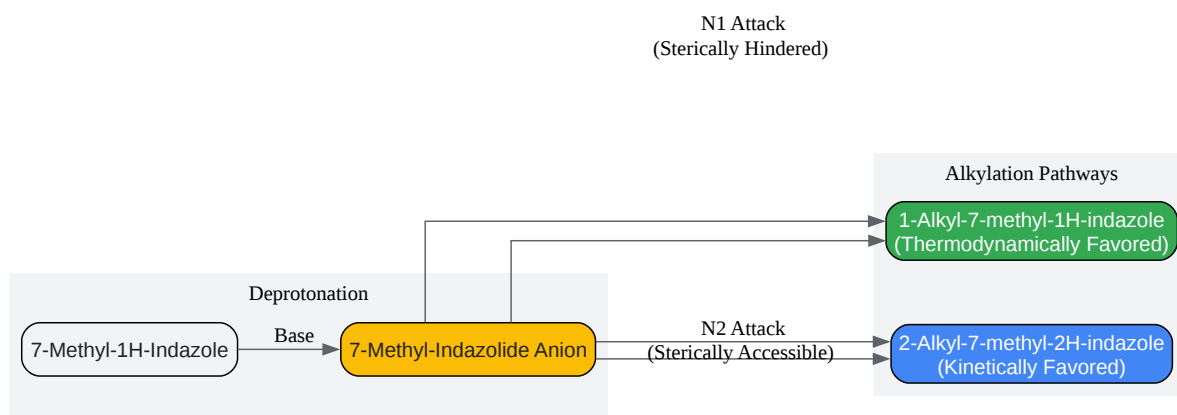 N1 Attack
(Sterically Hindered)
Alkylation Pathways
1-Alkyl-7-methyl-1H-indazole
(Thermodynamically Favored)
Deprotonation
7-Methyl-1H-Indazole
Base
7-Methyl-Indazolide Anion
N2 Attack
(Sterically Accessible)
2-Alkyl-7-methyl-2H-indazole
(Kinetically Favored)